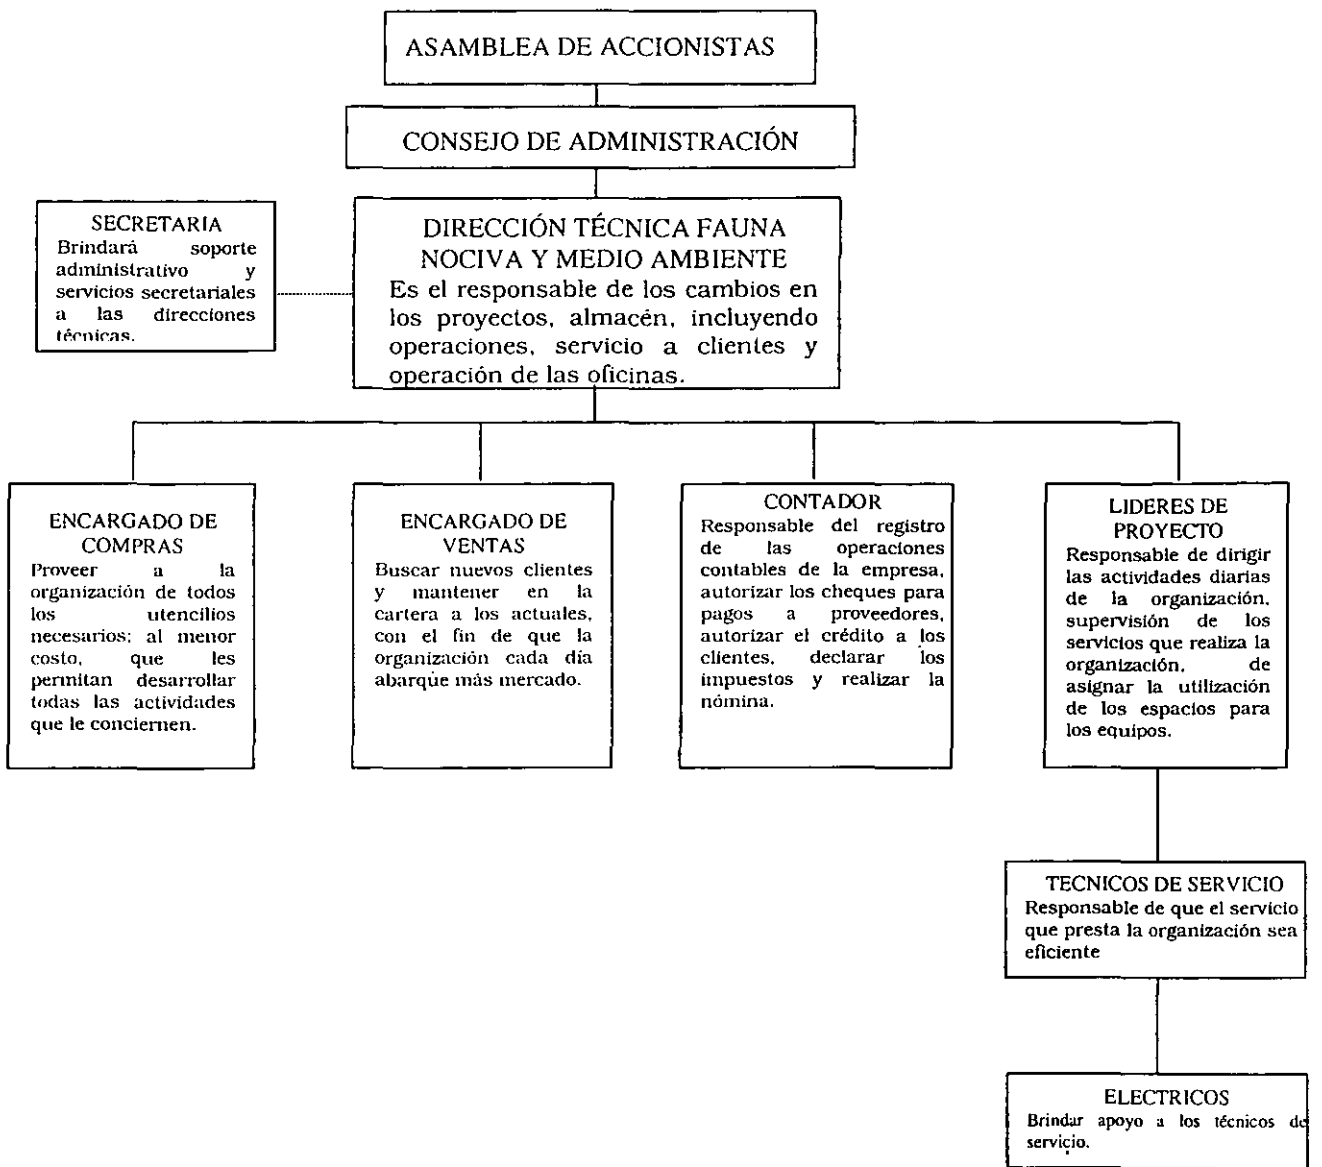 ASAMBLEA DE ACCIONISTAS
CONSEJO DE ADMINISTRACIÓN
SECRETARIA
Brindará soporte
administrativo y
servicios secretariales
a las direcciones
técnicas.
DIRECCIÓN TÉCNICA FAUNA
NOCIVA Y MEDIO AMBIENTE
Es el responsable de los cambios en
los proyectos, almacén, incluyendo
operaciones, servicio a clientes y
operación de las oficinas.
ENCARGADO DE
COMPRAS
Proveer a la
organización de todos
los utencilios
necesarios; al menor
costo, que les
permitan desarrollar
todas las actividades
que le conciernen.
ENCARGADO DE
VENTAS
Buscar nuevos clientes
y mantener en la
cartera a los actuales,
con el fin de que la
organización cada día
abarque más mercado.
CONTADOR
Responsable del registro
de las operaciones
contables de la empresa,
autorizar los cheques para
pagos a proveedores,
autorizar el crédito a los
clientes, declarar los
impuestos y realizar la
nómina.
LIDERES DE
PROYECTO
Responsable de dirigir
las actividades diarias
de la organización,
supervisión de los
servicios que realiza la
organización, de
asignar la utilización
de los espacios para
los equipos.
TECNICOS DE SERVICIO
Responsable de que el servicio
que presta la organización sea
eficiente
ELECTRICOS
Brindar apoyo a los técnicos de
servicio.